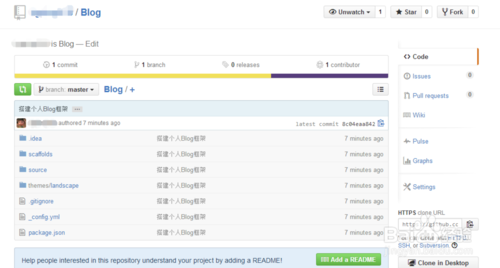 / Blog
Unwatch 1 Star 0 Fork 0
is Blog — Edit
1 commit 1 branch 0 releases 1 contributor
branch: master Blog / +
搭建个人Blog框架
authored 7 minutes ago latest commit 8c04eaa042
.idea 搭建个人Blog框架 7 minutes ago
scaffolds 搭建个人Blog框架 7 minutes ago
source 搭建个人Blog框架 7 minutes ago
themes/landscape 搭建个人Blog框架 7 minutes ago
.gitignore 搭建个人Blog框架 7 minutes ago
_config.yml 搭建个人Blog框架 7 minutes ago
package.json 搭建个人Blog框架 7 minutes ago
Help people interested in this repository understand your project by adding a README! Add a README
Code
Issues 0
Pull requests 0
Wiki
Pulse
Graphs
Settings
HTTPS clone URL
SSH, or Subversion
Clone in Desktop